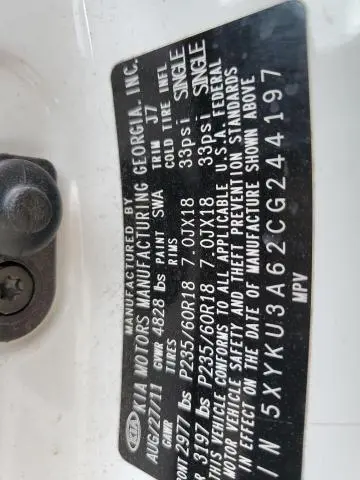 MANUFACTURED BY
KIA KIA MOTORS MANUFACTURING GEORGIA, INC.
AUG/27/11 GVWR 4828 lbs PAINT SWA TRIM J7
GAWR TIRES RIMS COLD TIRE INFL
RONT 2977 lbs P235/60R18 7.0JX18 33psi SINGLE
R 3197 lbs P235/60R18 7.0JX18 33psi SINGLE
THIS VEHICLE CONFORMS TO ALL APPLICABLE U.S.A. FEDERAL
MOTOR VEHICLE SAFETY AND THEFT PREVENTION STANDARDS
IN EFFECT ON THE DATE OF MANUFACTURE SHOWN ABOVE
IN 5XYKU3A62CG244197
MPV